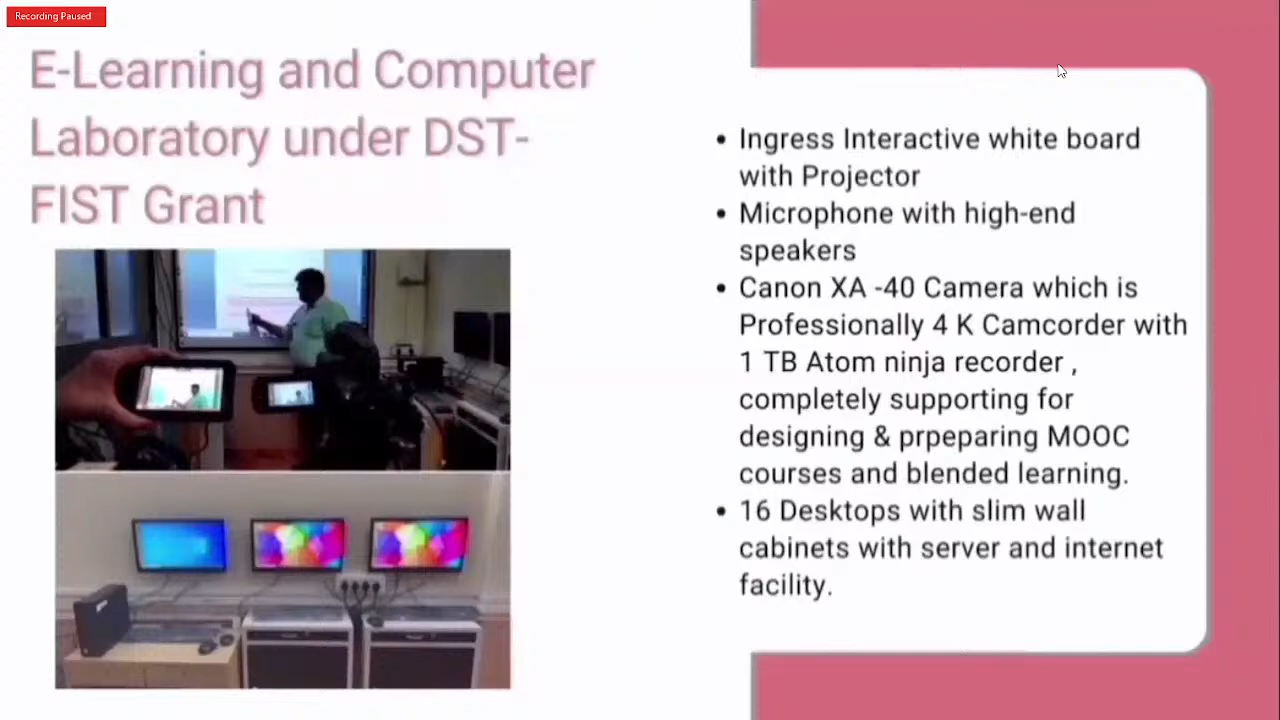 Recording Paused
E-Learning and Computer
Laboratory under DST-
FIST Grant
• Ingress Interactive white board
with Projector
• Microphone with high-end
speakers
• Canon XA -40 Camera which is
Professionally 4 K Camcorder with
1 TB Atom ninja recorder ,
completely supporting for
designing & prpeparing MOOC
courses and blended learning.
• 16 Desktops with slim wall
cabinets with server and internet
facility.